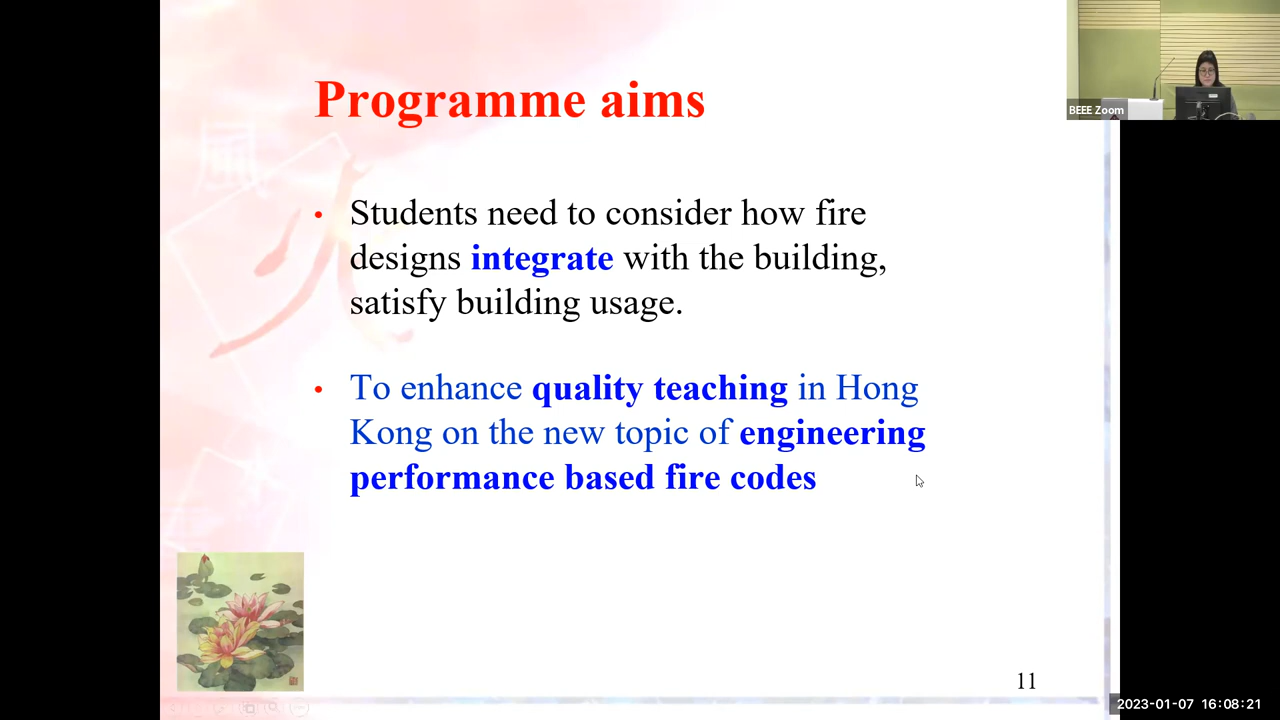 Programme aims
BEEE Zoom
• Students need to consider how fire
designs integrate with the building,
satisfy building usage.
• To enhance quality teaching in Hong
Kong on the new topic of engineering
performance based fire codes
11
2023-01-07 16:08:21